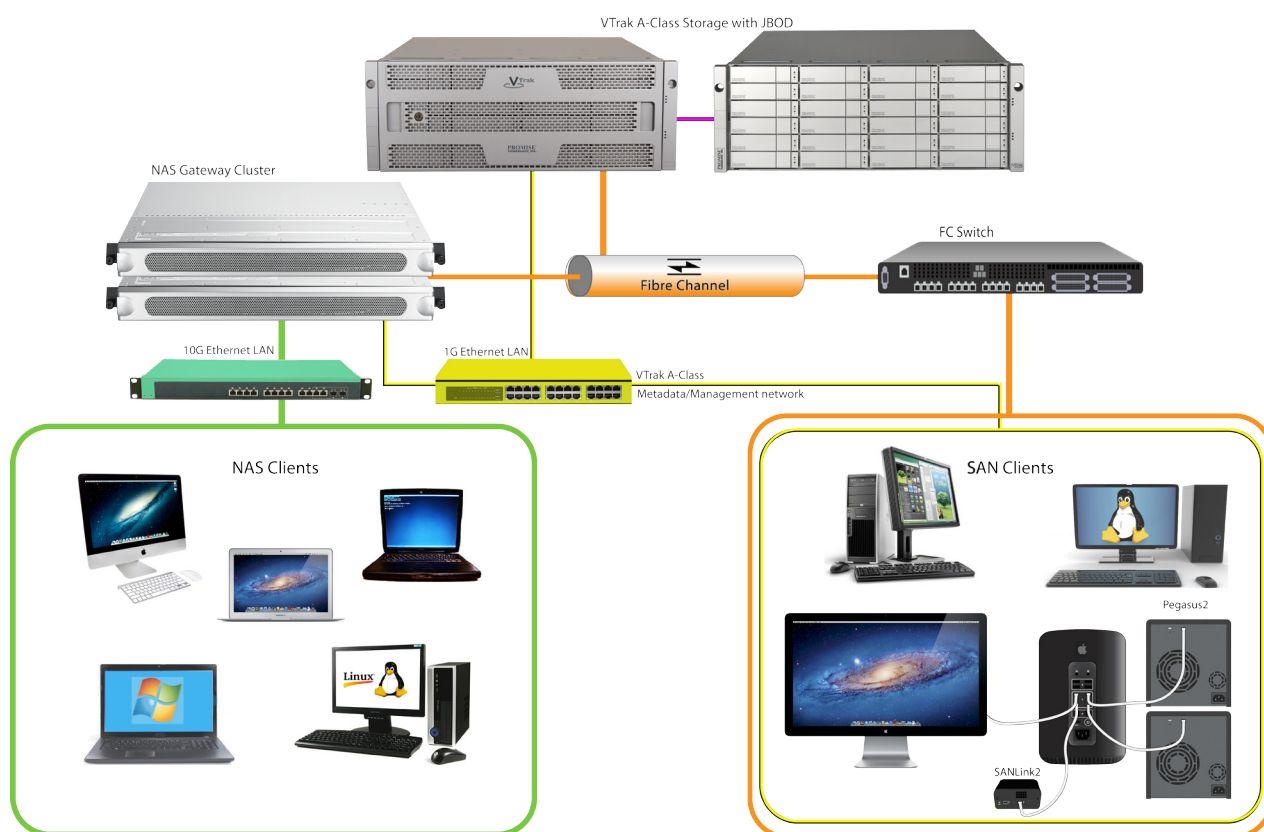 VTrak A-Class Storage with JBOD
VTrak
PROMISE
PROMISE
NAS Gateway Cluster
FC Switch
Fibre Channel
10G Ethernet LAN
1G Ethernet LAN
VTrak A-Class
Metadata/Management network
NAS Clients
SAN Clients
Linux
Pegasus2
SANLink2